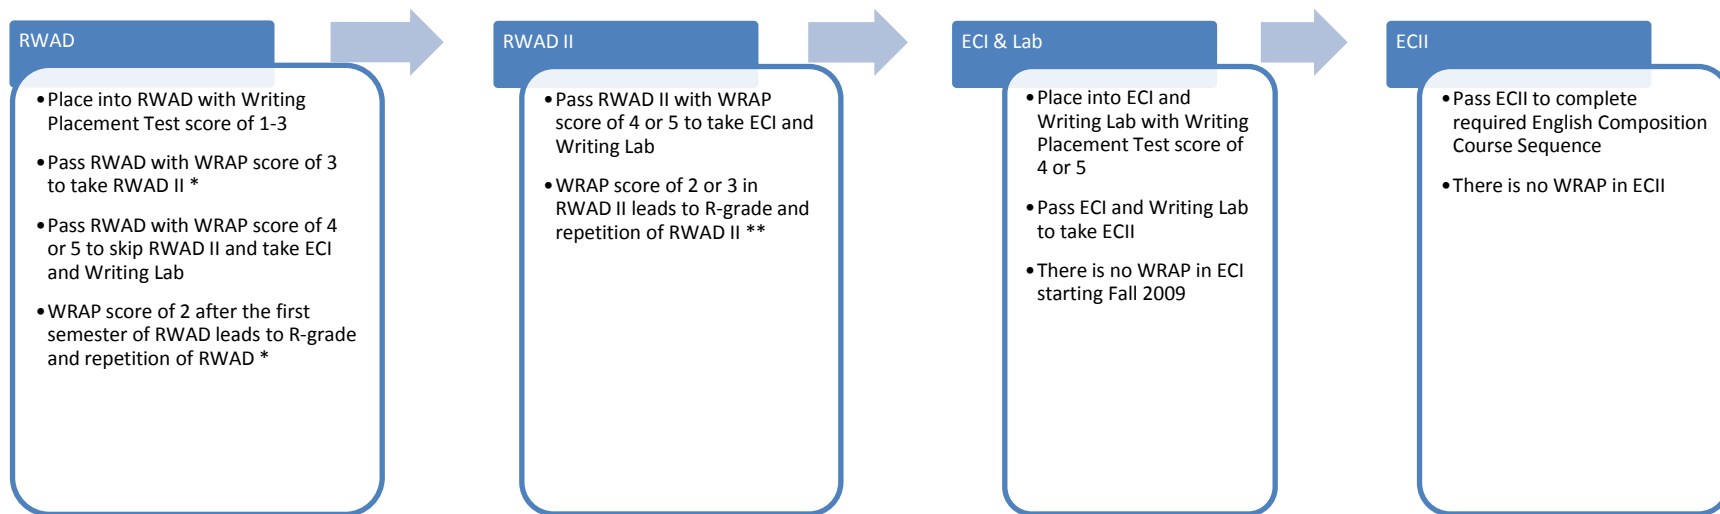 RWAD
•Place into RWAD with Writing
Placement Test score of 1-3
•Pass RWAD with WRAP score of 3
to take RWAD II *
•Pass RWAD with WRAP score of 4
or 5 to skip RWAD II and take ECI
and Writing Lab
•WRAP score of 2 after the first
semester of RWAD leads to R-grade
and repetition of RWAD *
RWAD II
•Pass RWAD II with WRAP
score of 4 or 5 to take ECI and
Writing Lab
•WRAP score of 2 or 3 in
RWAD II leads to R-grade and
repetition of RWAD II **
ECI & Lab
•Place into ECI and
Writing Lab with Writing
Placement Test score of
4 or 5
•Pass ECI and Writing Lab
to take ECII
•There is no WRAP in ECI
starting Fall 2009
ECII
•Pass ECII to complete
required English Composition
Course Sequence
•There is no WRAP in ECII